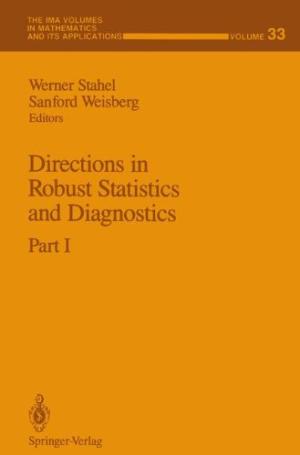 THE IMA VOLUMES
IN MATHEMATICS
AND ITS APPLICATIONS
VOLUME 33
Werner Stahel
Sanford Weisberg
Editors
Directions in
Robust Statistics
and Diagnostics
Part I
Springer-Verlag